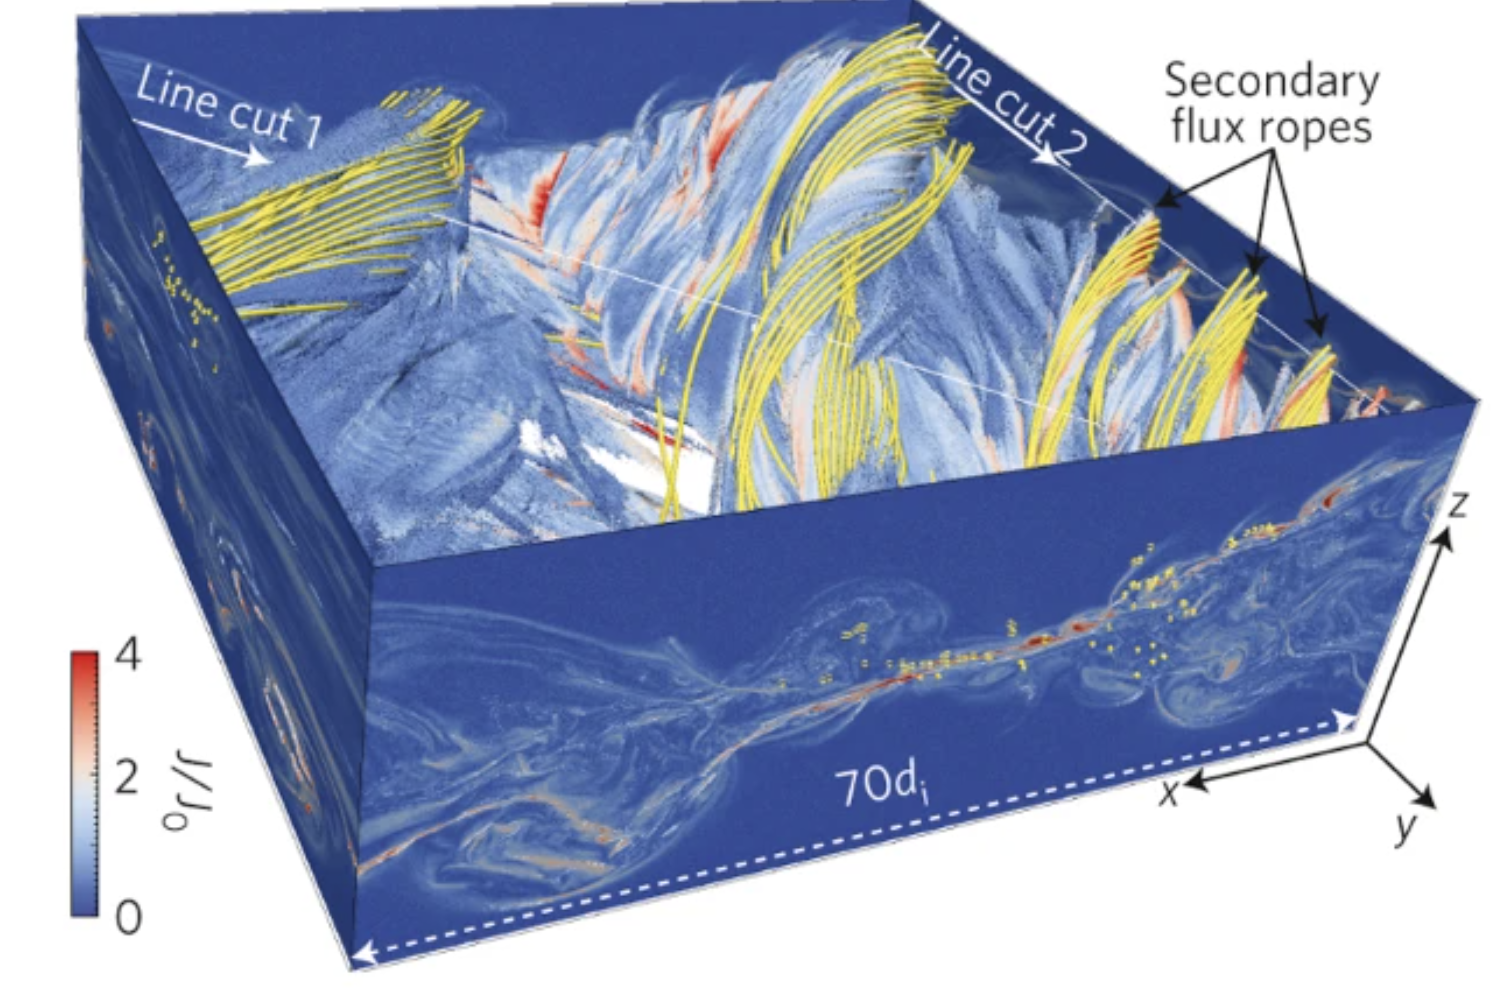 Line cut 1
Line cut 2
Secondary
flux ropes
z
70dᵢ
x
y
4
2
0
J/J₀